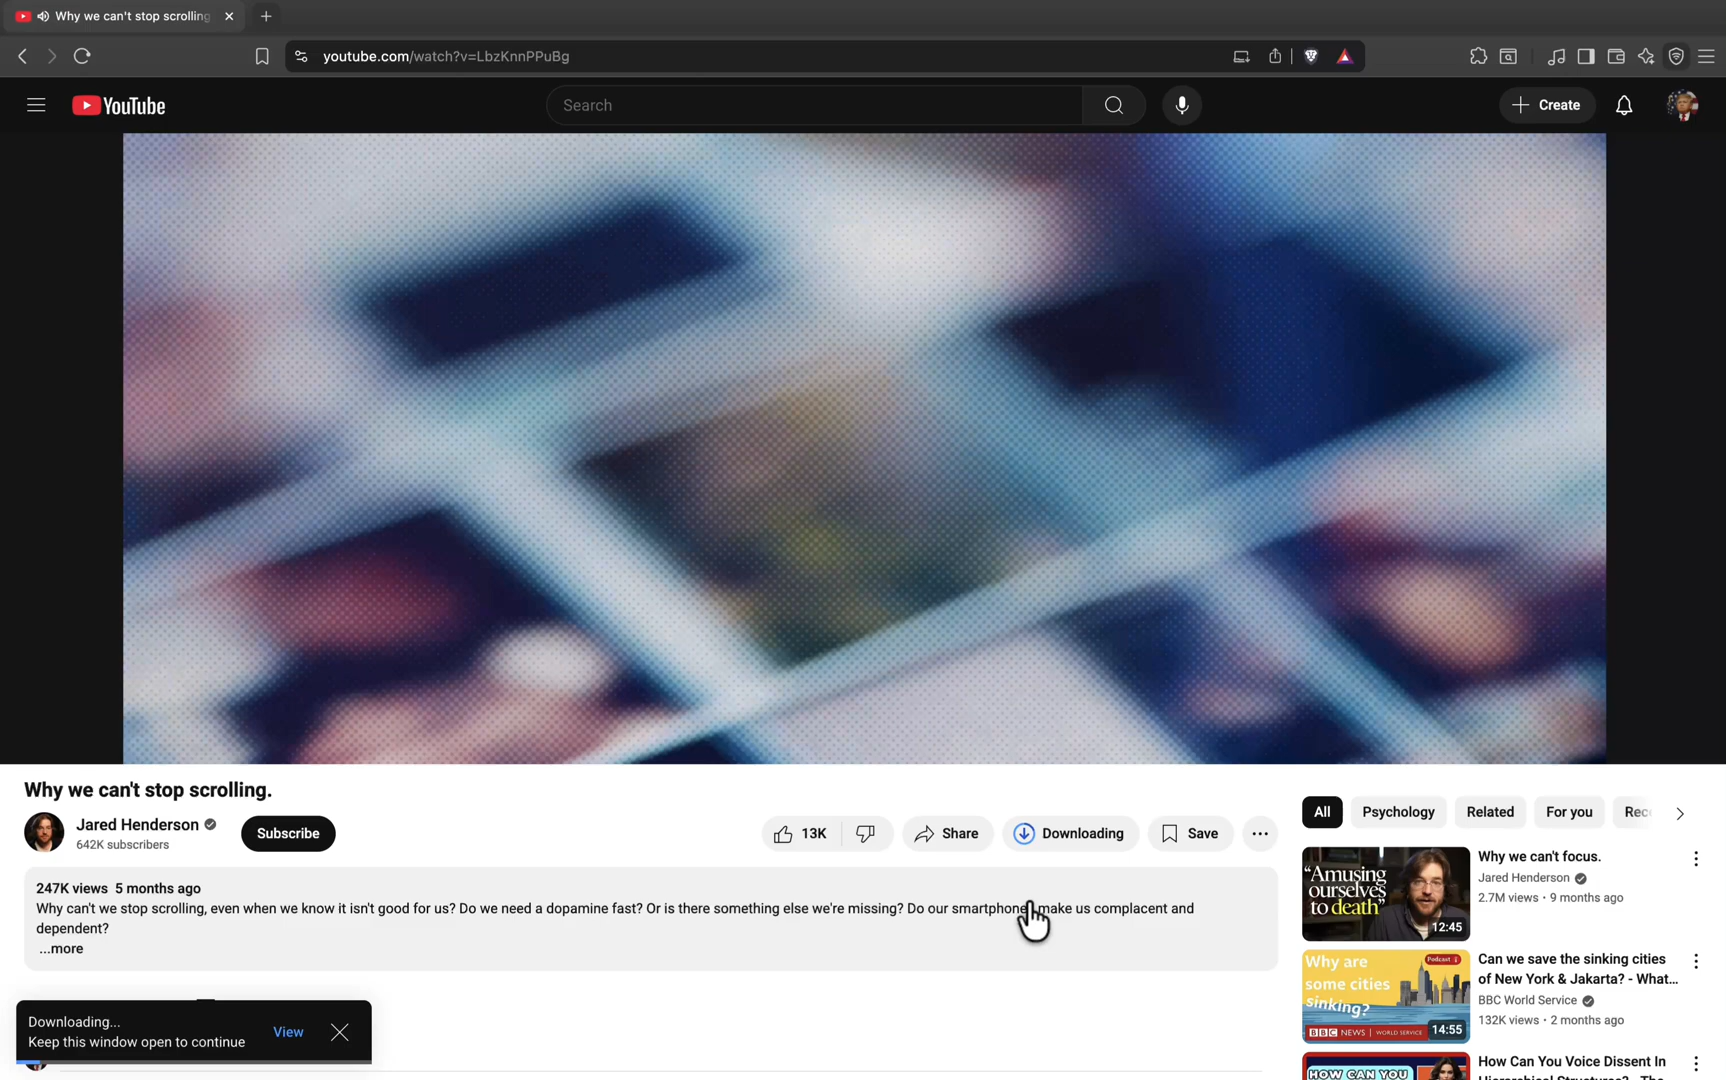 Why we can't stop scrolling
youtube.com/watch?v=LbzKnnPPuBg
YouTube
Search
Create
Why we can't stop scrolling.
Jared Henderson
642K subscribers
Subscribe
13K
Share
Downloading
Save
247K views 5 months ago
Why can't we stop scrolling, even when we know it isn't good for us? Do we need a dopamine fast? Or is there something else we're missing? Do our smartphone make us complacent and
dependent?
...more
Downloading...
Keep this window open to continue
View
All
Psychology
Related
For you
"Amusing
ourselves
to death"
12:45
Why we can't focus.
Jared Henderson
2.7M views • 9 months ago
Why are
some cities
sinking?
Podcast
BBC NEWS | WORLD SERVICE
14:55
Can we save the sinking cities
of New York & Jakarta? - What...
BBC World Service
132K views • 2 months ago
HOW CAN YOU
How Can You Voice Dissent In